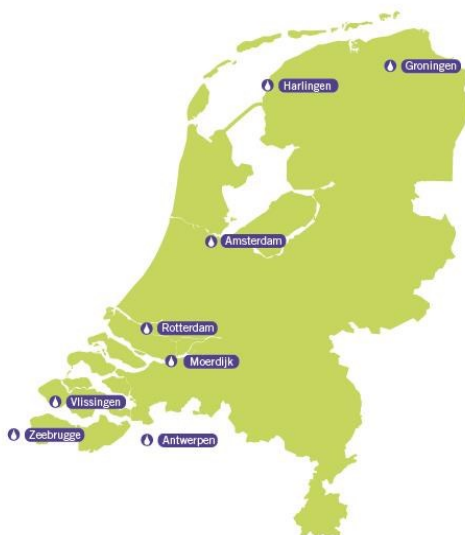 Groningen
Harlingen
Amsterdam
Rotterdam
Moerdijk
Vlissingen
Zeebrugge
Antwerpen